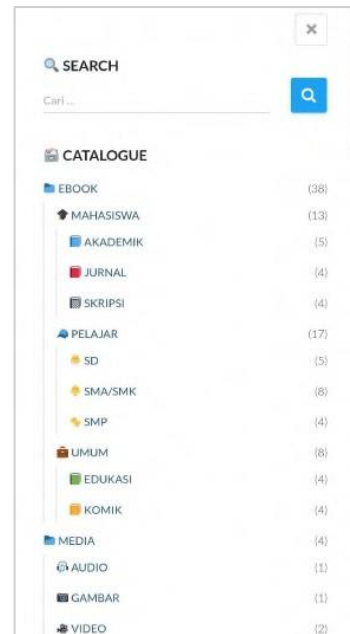 ×
SEARCH
Cari ...
CATALOGUE
EBOOK (38)
MAHASISWA (13)
AKADEMIK (5)
JURNAL (4)
SKRIPSI (4)
PELAJAR (17)
SD (5)
SMA/SMK (8)
SMP (4)
UMUM (8)
EDUKASI (4)
KOMIK (4)
MEDIA (4)
AUDIO (1)
GAMBAR (1)
VIDEO (2)